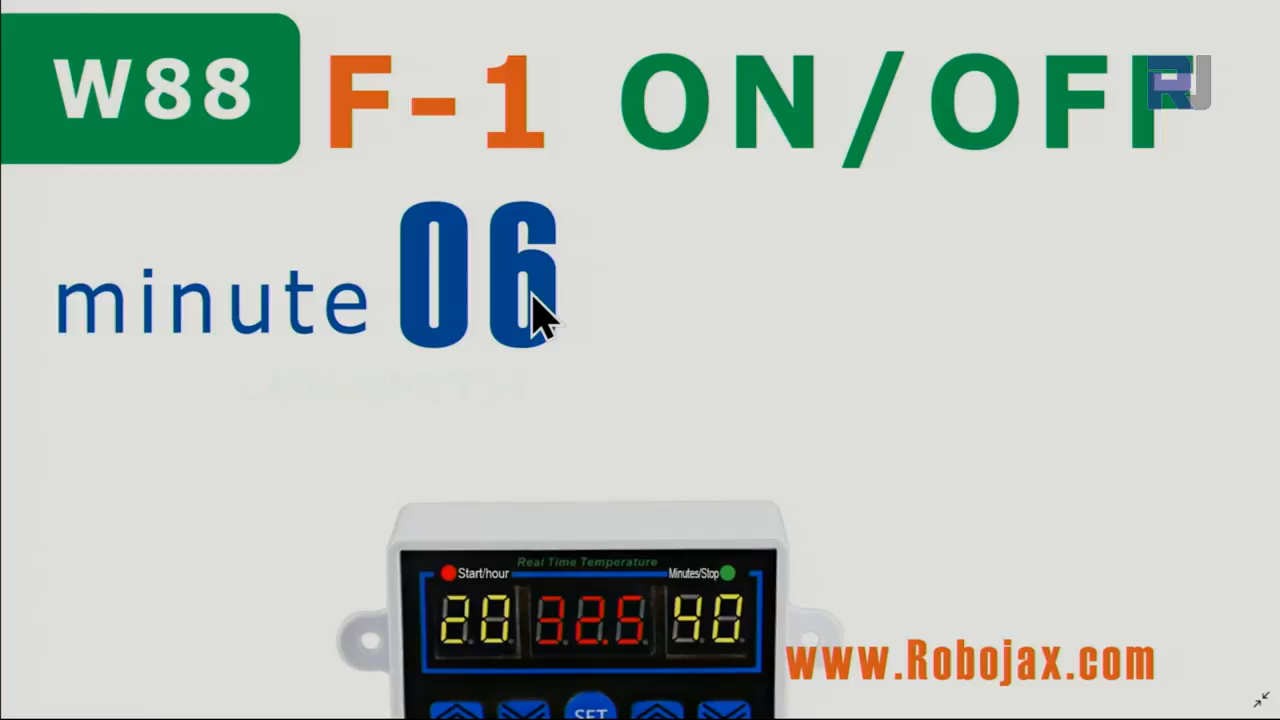 W88 F-1 ON/OFF
RJ
minute 06
Real Time Temperature
Start/hour Minutes/Stop
20 32.5 40
SET
www.Robojax.com